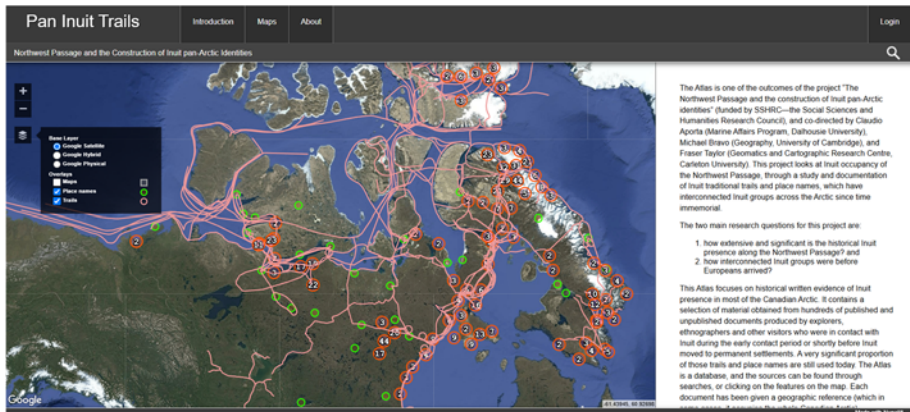 Pan Inuit Trails
Introduction
Maps
About
Login
Northwest Passage and the Construction of Inuit pan-Arctic Identities
+
−
Base Layer
Google Satellite
Google Hybrid
Google Physical
Overlays
Maps
Place names
Trails
Google
The Atlas is one of the outcomes of the project "The
Northwest Passage and the construction of Inuit pan-Arctic
identities" (funded by SSHRC—the Social Sciences and
Humanities Research Council), and co-directed by Claudio
Aporta (Marine Affairs Program, Dalhousie University),
Michael Bravo (Geography, University of Cambridge), and
Fraser Taylor (Geomatics and Cartographic Research Centre,
Carleton University). This project looks at Inuit occupancy of
the Northwest Passage, through a study and documentation
of Inuit traditional trails and place names, which have
interconnected Inuit groups across the Arctic since time
immemorial.
The two main research questions for this project are:
1. how extensive and significant is the historical Inuit
presence along the Northwest Passage? and
2. how interconnected Inuit groups were before
Europeans arrived?
This Atlas focuses on historical written evidence of Inuit
presence in most of the Canadian Arctic. It contains a
selection of material obtained from hundreds of published and
unpublished documents produced by explorers,
ethnographers and other visitors who were in contact with
Inuit during the early contact period or shortly before Inuit
moved to permanent settlements. A very significant proportion
of those trails and place names are still used today. The Atlas
is a database, and the sources can be found through
searches, or clicking on the features on the map. Each
document has been given a geographic reference (which in